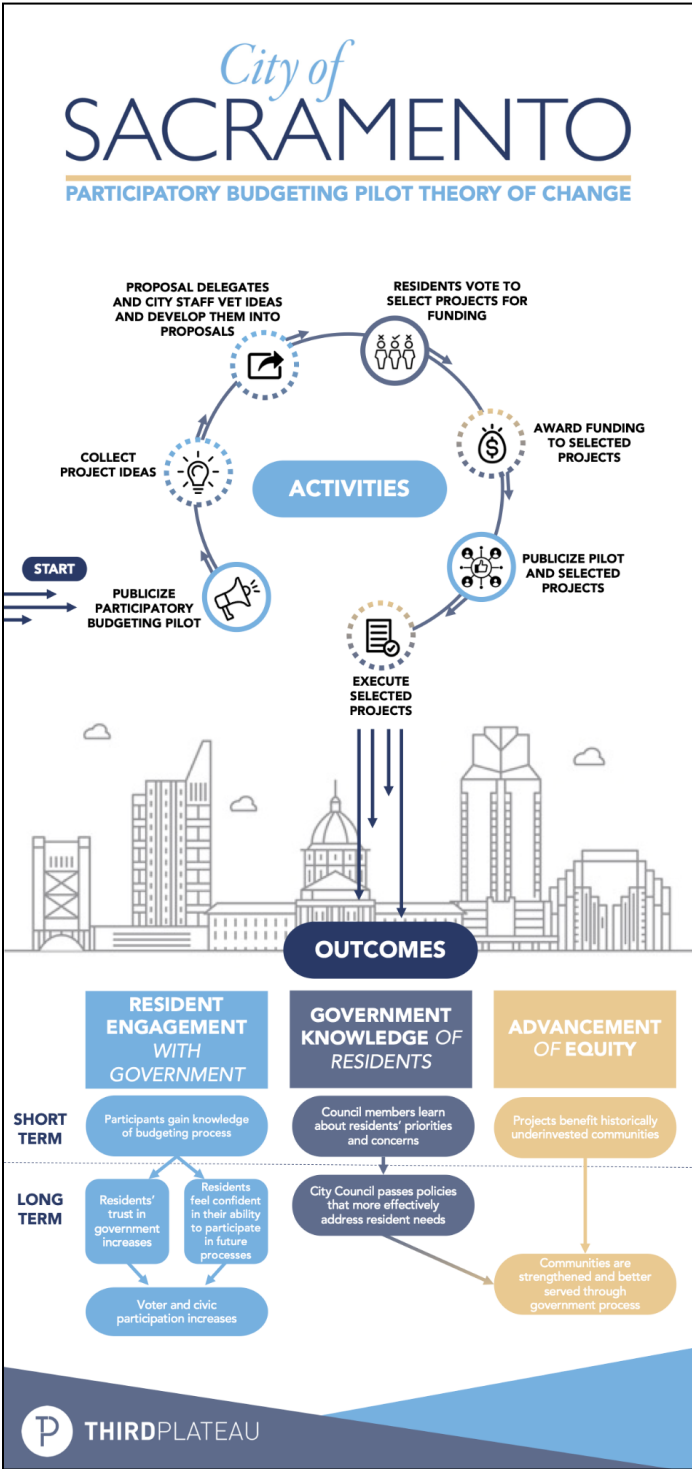 City of
SACRAMENTO
PARTICIPATORY BUDGETING PILOT THEORY OF CHANGE
PROPOSAL DELEGATES
AND CITY STAFF VET IDEAS
AND DEVELOP THEM INTO
PROPOSALS
RESIDENTS VOTE TO
SELECT PROJECTS FOR
FUNDING
COLLECT
PROJECT IDEAS
ACTIVITIES
AWARD FUNDING
TO SELECTED
PROJECTS
$
START
PUBLICIZE
PARTICIPATORY
BUDGETING PILOT
PUBLICIZE PILOT
AND SELECTED
PROJECTS
EXECUTE
SELECTED
PROJECTS
OUTCOMES
RESIDENT
ENGAGEMENT
WITH
GOVERNMENT
GOVERNMENT
KNOWLEDGE OF
RESIDENTS
ADVANCEMENT
OF EQUITY
SHORT
TERM
Participants gain knowledge
of budgeting process
Council members learn
about residents' priorities
and concerns
Projects benefit historically
underinvested communities
LONG
TERM
Residents'
trust in
government
increases
Residents
feel confident
in their ability
to participate
in future
processes
City Council passes policies
that more effectively
address resident needs
Voter and civic
participation increases
Communities are
strengthened and better
served through
government process
TP THIRDPLATEAU